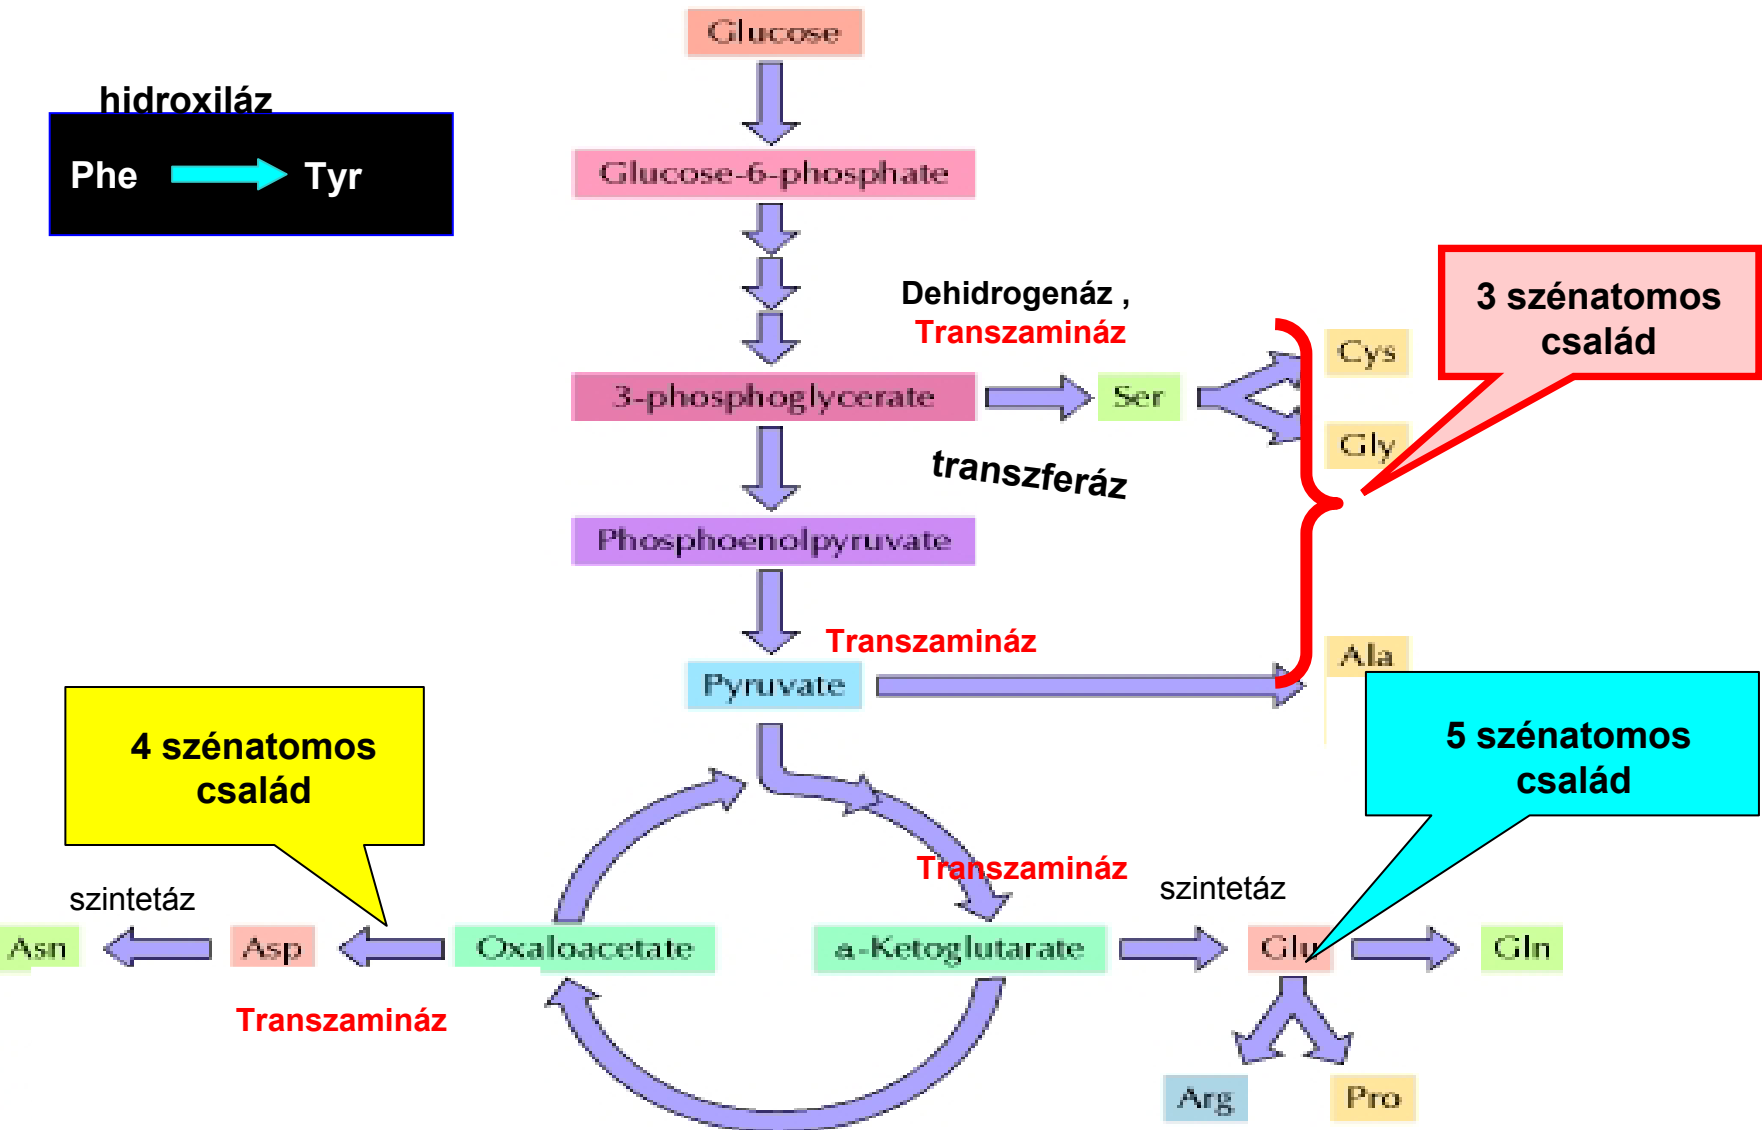 Glucose
hidroxiláz
Phe
Tyr
Glucose-6-phosphate
Dehidrogenáz ,
Transzamináz
3 szénatomos
család
Cys
3-phosphoglycerate
Ser
Gly
transzferáz
Phosphoenolpyruvate
Transzamináz
Ala
Pyruvate
4 szénatomos
család
5 szénatomos
család
Transzamináz
szintetáz
szintetáz
Asn
Asp
Oxaloacetate
a-Ketoglutarate
Glu
Gln
Transzamináz
Arg
Pro